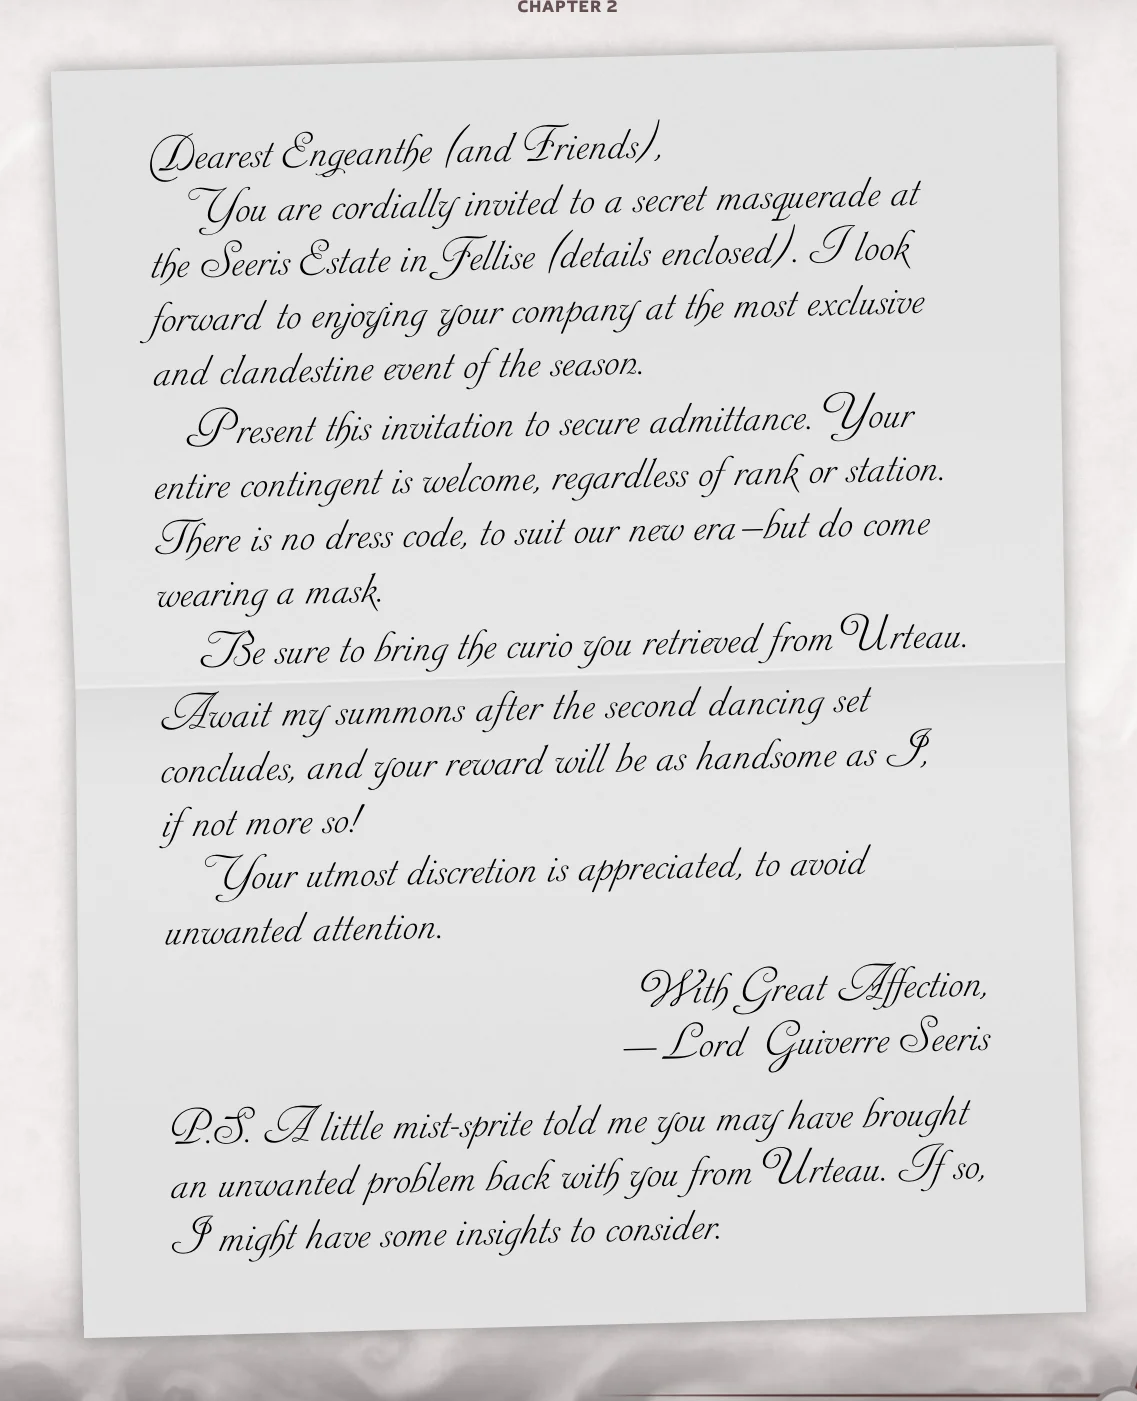 CHAPTER 2
Dearest Engeanthe (and Friends),
You are cordially invited to a secret masquerade at
the Seeris Estate in Fellise (details enclosed). I look
forward to enjoying your company at the most exclusive
and clandestine event of the season.
Present this invitation to secure admittance. Your
entire contingent is welcome, regardless of rank or station.
There is no dress code, to suit our new era—but do come
wearing a mask.
Be sure to bring the curio you retrieved from Urteau.
Await my summons after the second dancing set
concludes, and your reward will be as handsome as I,
if not more so!
Your utmost discretion is appreciated, to avoid
unwanted attention.
With Great Affection,
— Lord Guiverre Seeris
P.S. A little mist-sprite told me you may have brought
an unwanted problem back with you from Urteau. If so,
I might have some insights to consider.